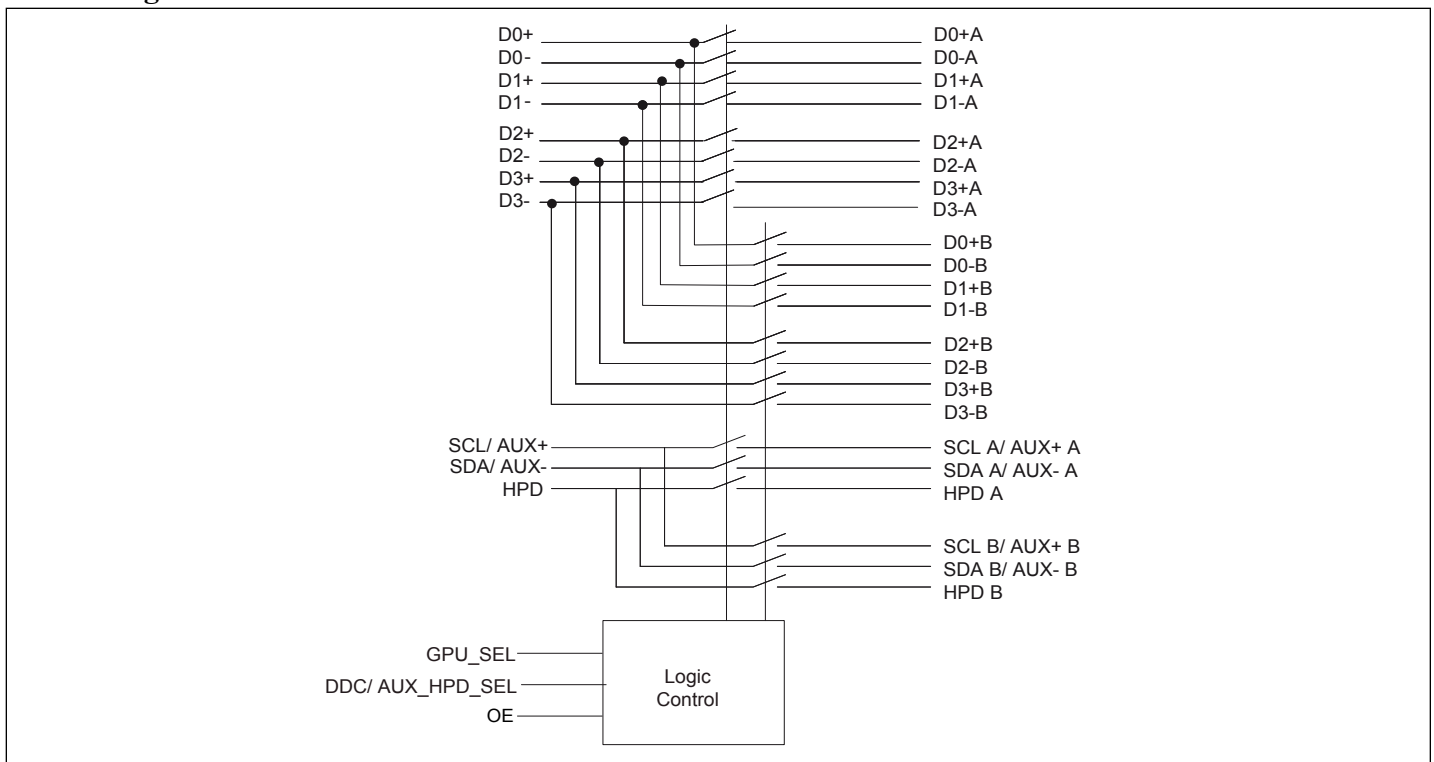 D0+ D0+A
D0- D0-A
D1+ D1+A
D1- D1-A
D2+ D2+A
D2- D2-A
D3+ D3+A
D3- D3-A
D0+B
D0-B
D1+B
D1-B
D2+B
D2-B
D3+B
D3-B
SCL/ AUX+ SCL A/ AUX+ A
SDA/ AUX- SDA A/ AUX- A
HPD HPD A
SCL B/ AUX+ B
SDA B/ AUX- B
HPD B
GPU_SEL
DDC/ AUX_HPD_SEL
OE
Logic
Control